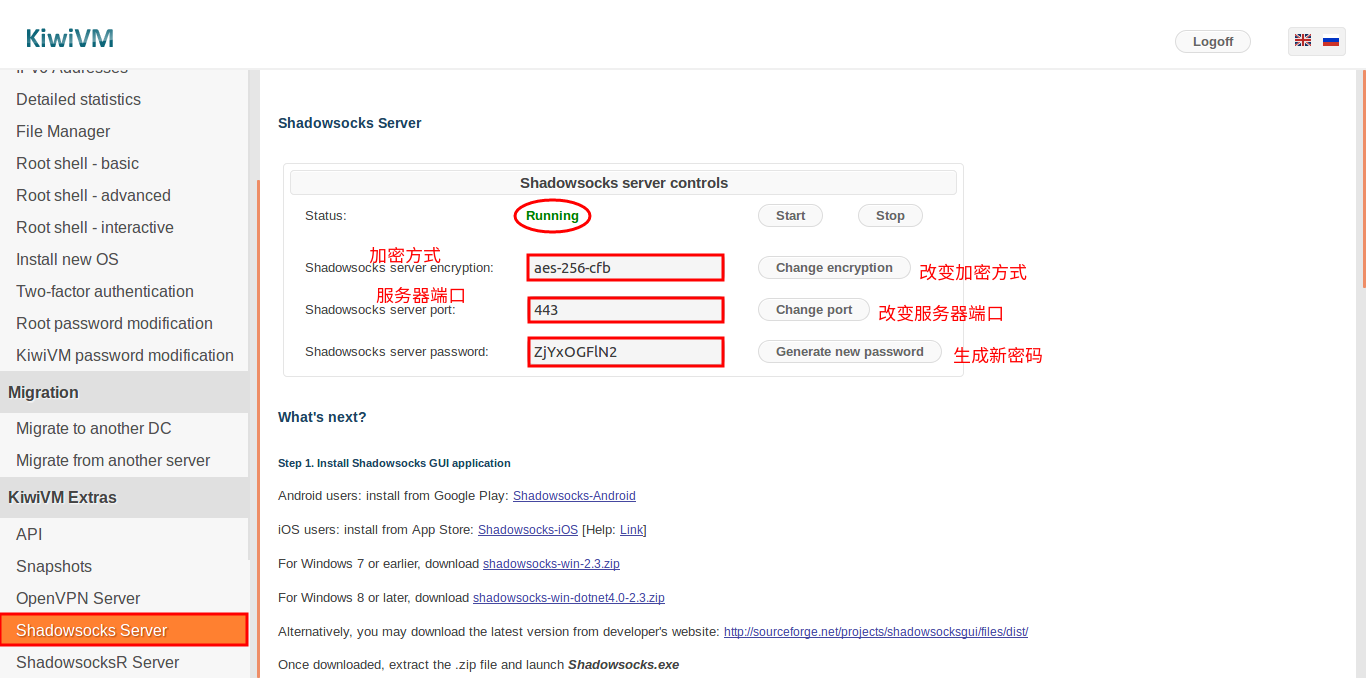 KiwiVM
Logoff
IPv6 Addresses
Detailed statistics
File Manager
Root shell - basic
Root shell - advanced
Root shell - interactive
Install new OS
Two-factor authentication
Root password modification
KiwiVM password modification
Migration
Migrate to another DC
Migrate from another server
KiwiVM Extras
API
Snapshots
OpenVPN Server
Shadowsocks Server
ShadowsocksR Server
Shadowsocks Server
Shadowsocks server controls
Status: Running Start Stop
加密方式
Shadowsocks server encryption: aes-256-cfb Change encryption 改变加密方式
服务器端口
Shadowsocks server port: 443 Change port 改变服务器端口
Shadowsocks server password: ZjYxOGFlN2 Generate new password 生成新密码
What's next?
Step 1. Install Shadowsocks GUI application
Android users: install from Google Play: Shadowsocks-Android
iOS users: install from App Store: Shadowsocks-iOS [Help: Link]
For Windows 7 or earlier, download shadowsocks-win-2.3.zip
For Windows 8 or later, download shadowsocks-win-dotnet4.0-2.3.zip
Alternatively, you may download the latest version from developer's website: http://sourceforge.net/projects/shadowsocksgui/files/dist/
Once downloaded, extract the .zip file and launch Shadowsocks.exe